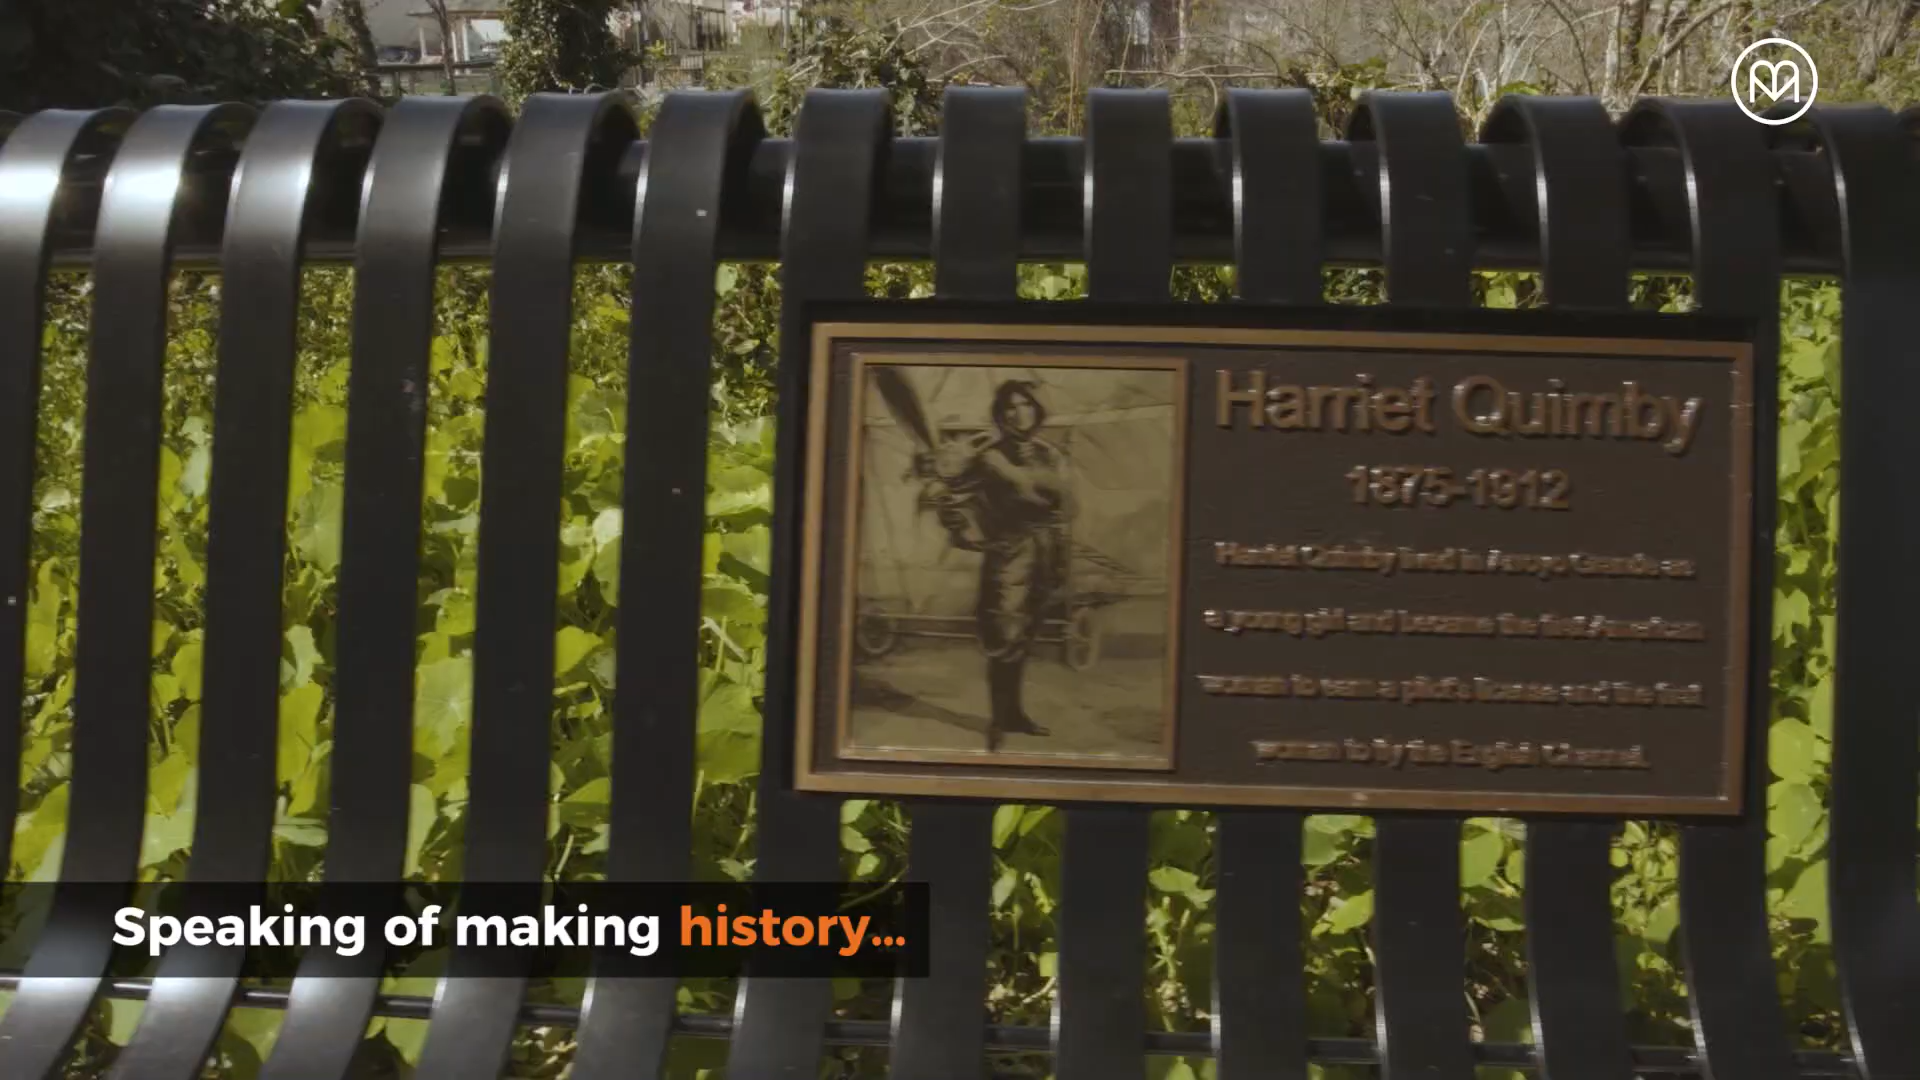 Harriet Quimby
1875-1912
Harriet Quimby lived in Arroyo Grande as
a young girl and became the first American
woman to earn a pilot's license and the first
woman to fly the English Channel.
Speaking of making history...